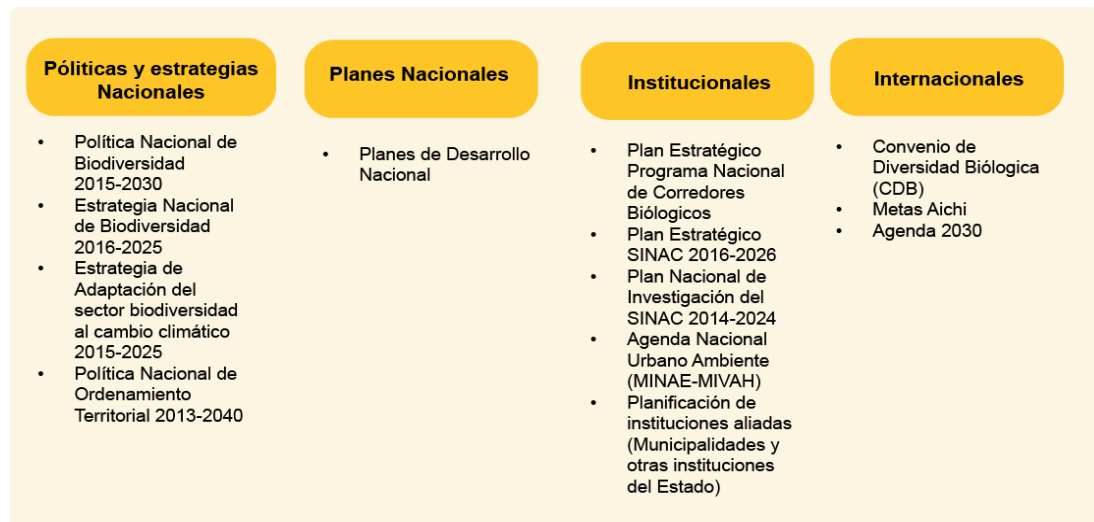 Póliticas y estrategias
Nacionales
• Política Nacional de
Biodiversidad
2015-2030
• Estrategia Nacional
de Biodiversidad
2016-2025
• Estrategia de
Adaptación del
sector biodiversidad
al cambio climático
2015-2025
• Política Nacional de
Ordenamiento
Territorial 2013-2040
Planes Nacionales
• Planes de Desarrollo
Nacional
Institucionales
• Plan Estratégico
Programa Nacional
de Corredores
Biólogicos
• Plan Estratégico
SINAC 2016-2026
• Plan Nacional de
Investigación del
SINAC 2014-2024
• Agenda Nacional
Urbano Ambiente
(MINAE-MIVAH)
• Planificación de
instituciones aliadas
(Municipalidades y
otras instituciones
del Estado)
Internacionales
• Convenio de
Diversidad Biólogica
(CDB)
• Metas Aichi
• Agenda 2030